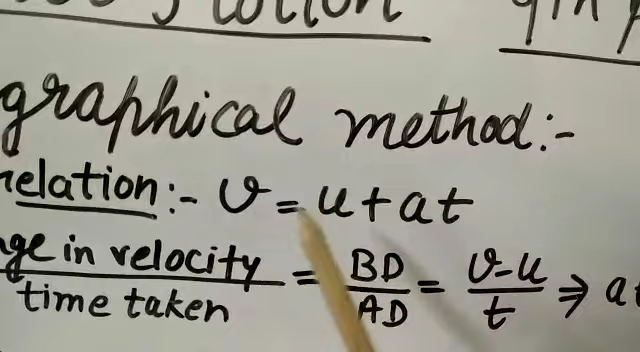 graphical method:-
relation:- v = u + at
in velocity / time taken = BD / AD = v-u / t ⇒ a